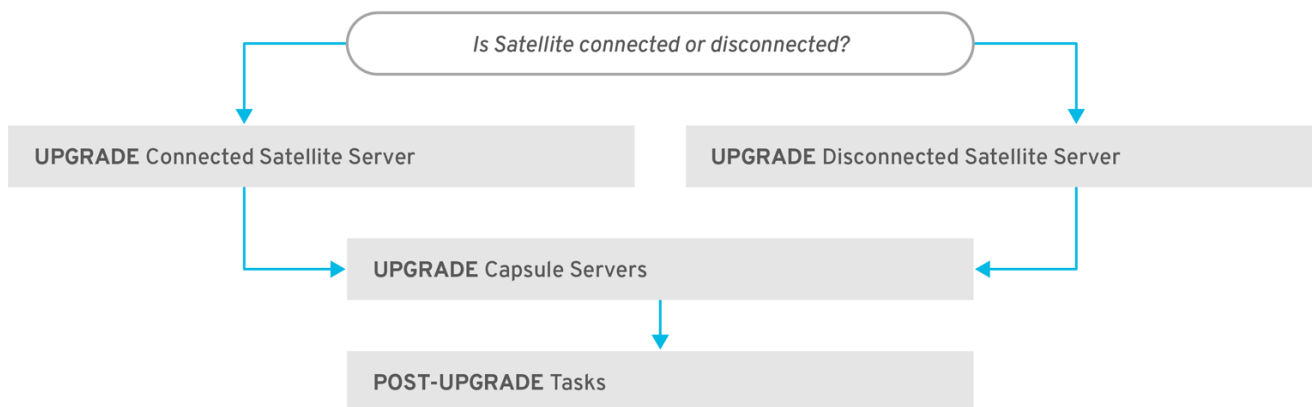 Is Satellite connected or disconnected?
UPGRADE Connected Satellite Server
UPGRADE Disconnected Satellite Server
UPGRADE Capsule Servers
POST-UPGRADE Tasks